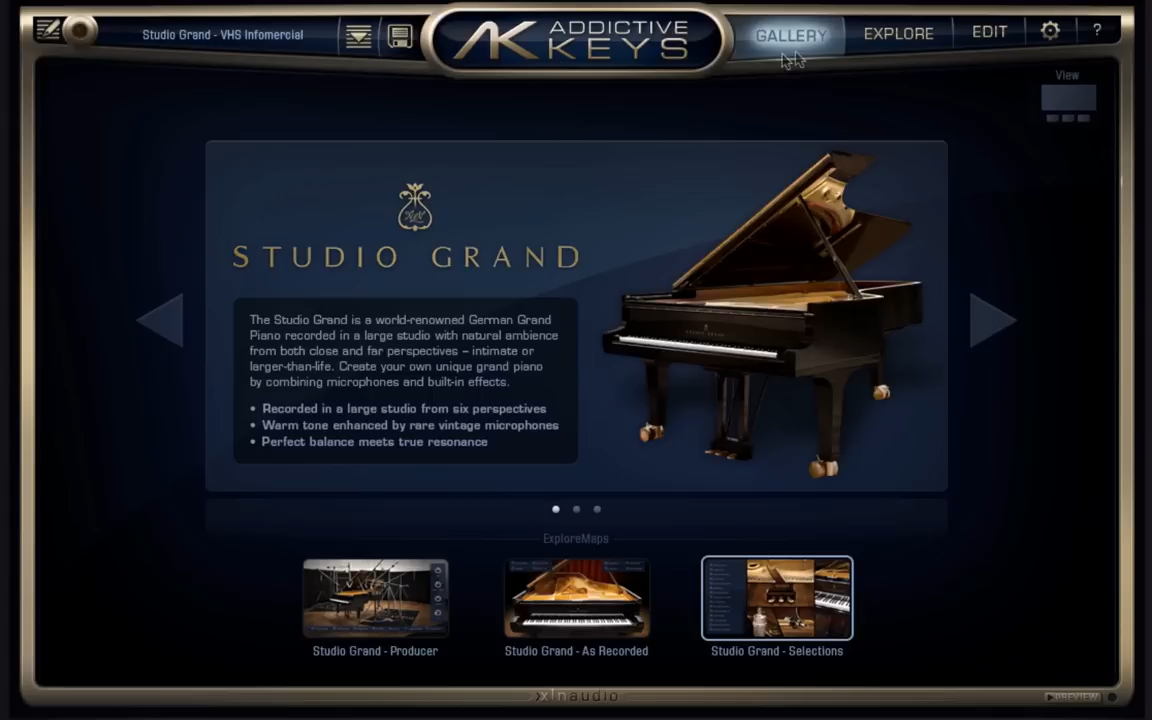 Studio Grand - VHS Infomercial
ADDICTIVE
KEYS
GALLERY
EXPLORE
EDIT
?
View
STUDIO GRAND
The Studio Grand is a world-renowned German Grand
Piano recorded in a large studio with natural ambience
from both close and far perspectives – intimate or
larger-than-life. Create your own unique grand piano
by combining microphones and built-in effects.
• Recorded in a large studio from six perspectives
• Warm tone enhanced by rare vintage microphones
• Perfect balance meets true resonance
ExploreMaps
Studio Grand - Producer
Studio Grand - As Recorded
Studio Grand - Selections
xlnaudio
PREVIEW